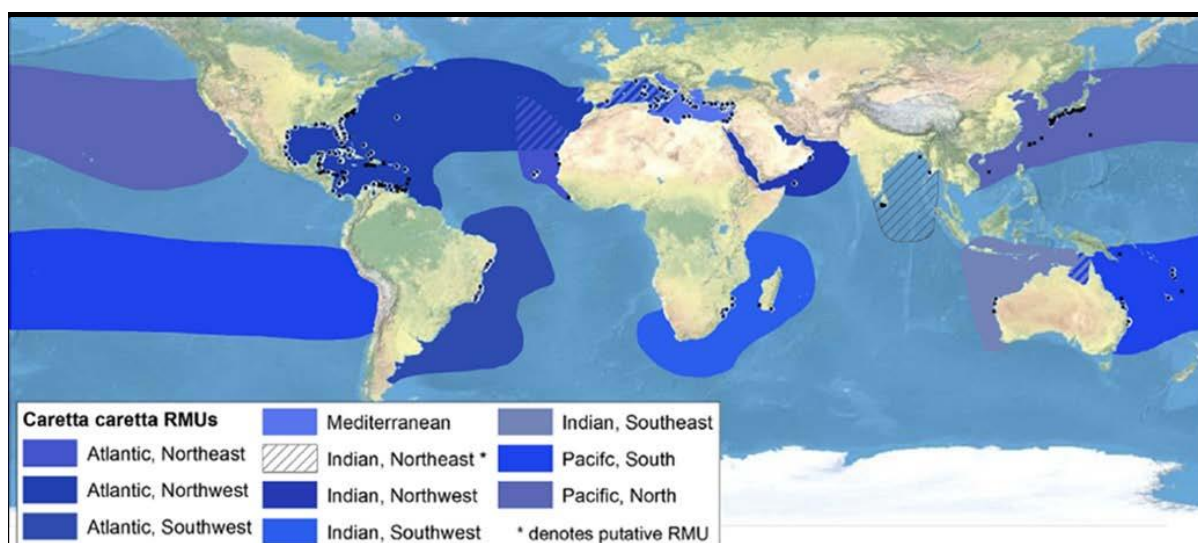 Caretta caretta RMUs
Atlantic, Northeast
Atlantic, Northwest
Atlantic, Southwest
Mediterranean
Indian, Northeast *
Indian, Northwest
Indian, Southwest
Indian, Southeast
Pacifc, South
Pacific, North
* denotes putative RMU